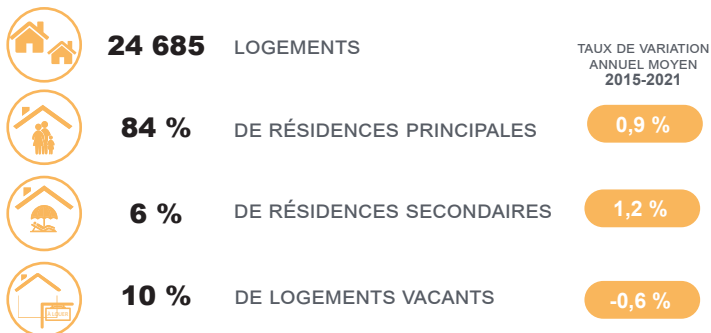 24 685 LOGEMENTS
TAUX DE VARIATION
ANNUEL MOYEN
2015-2021
84 % DE RÉSIDENCES PRINCIPALES 0,9 %
6 % DE RÉSIDENCES SECONDAIRES 1,2 %
10 % DE LOGEMENTS VACANTS -0,6 %